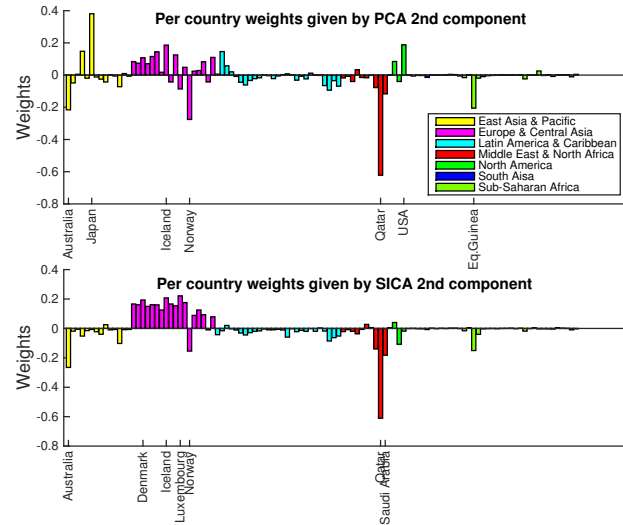 Per country weights given by PCA 2nd component
Weights
0.4
0.2
0
-0.2
-0.4
-0.6
-0.8
East Asia & Pacific
Europe & Central Asia
Latin America & Caribbean
Middle East & North Africa
North America
South Aisa
Sub-Saharan Africa
Australia
Japan
Iceland
Norway
Qatar
USA
Eq.Guinea
Per country weights given by SICA 2nd component
Weights
0.4
0.2
0
-0.2
-0.4
-0.6
-0.8
Australia
Denmark
Iceland
Luxembourg
Norway
Qatar
Saudi Arabia